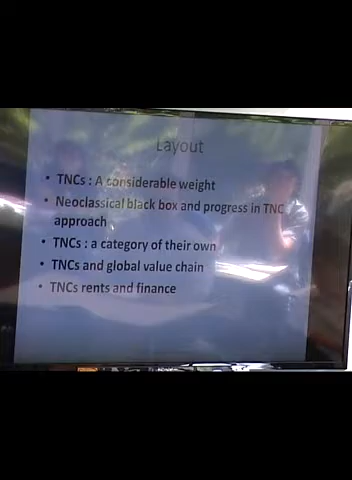 Layout
• TNCs : A considerable weight
• Neoclassical black box and progress in TNC
approach
• TNCs : a category of their own
• TNCs and global value chain
• TNCs rents and finance